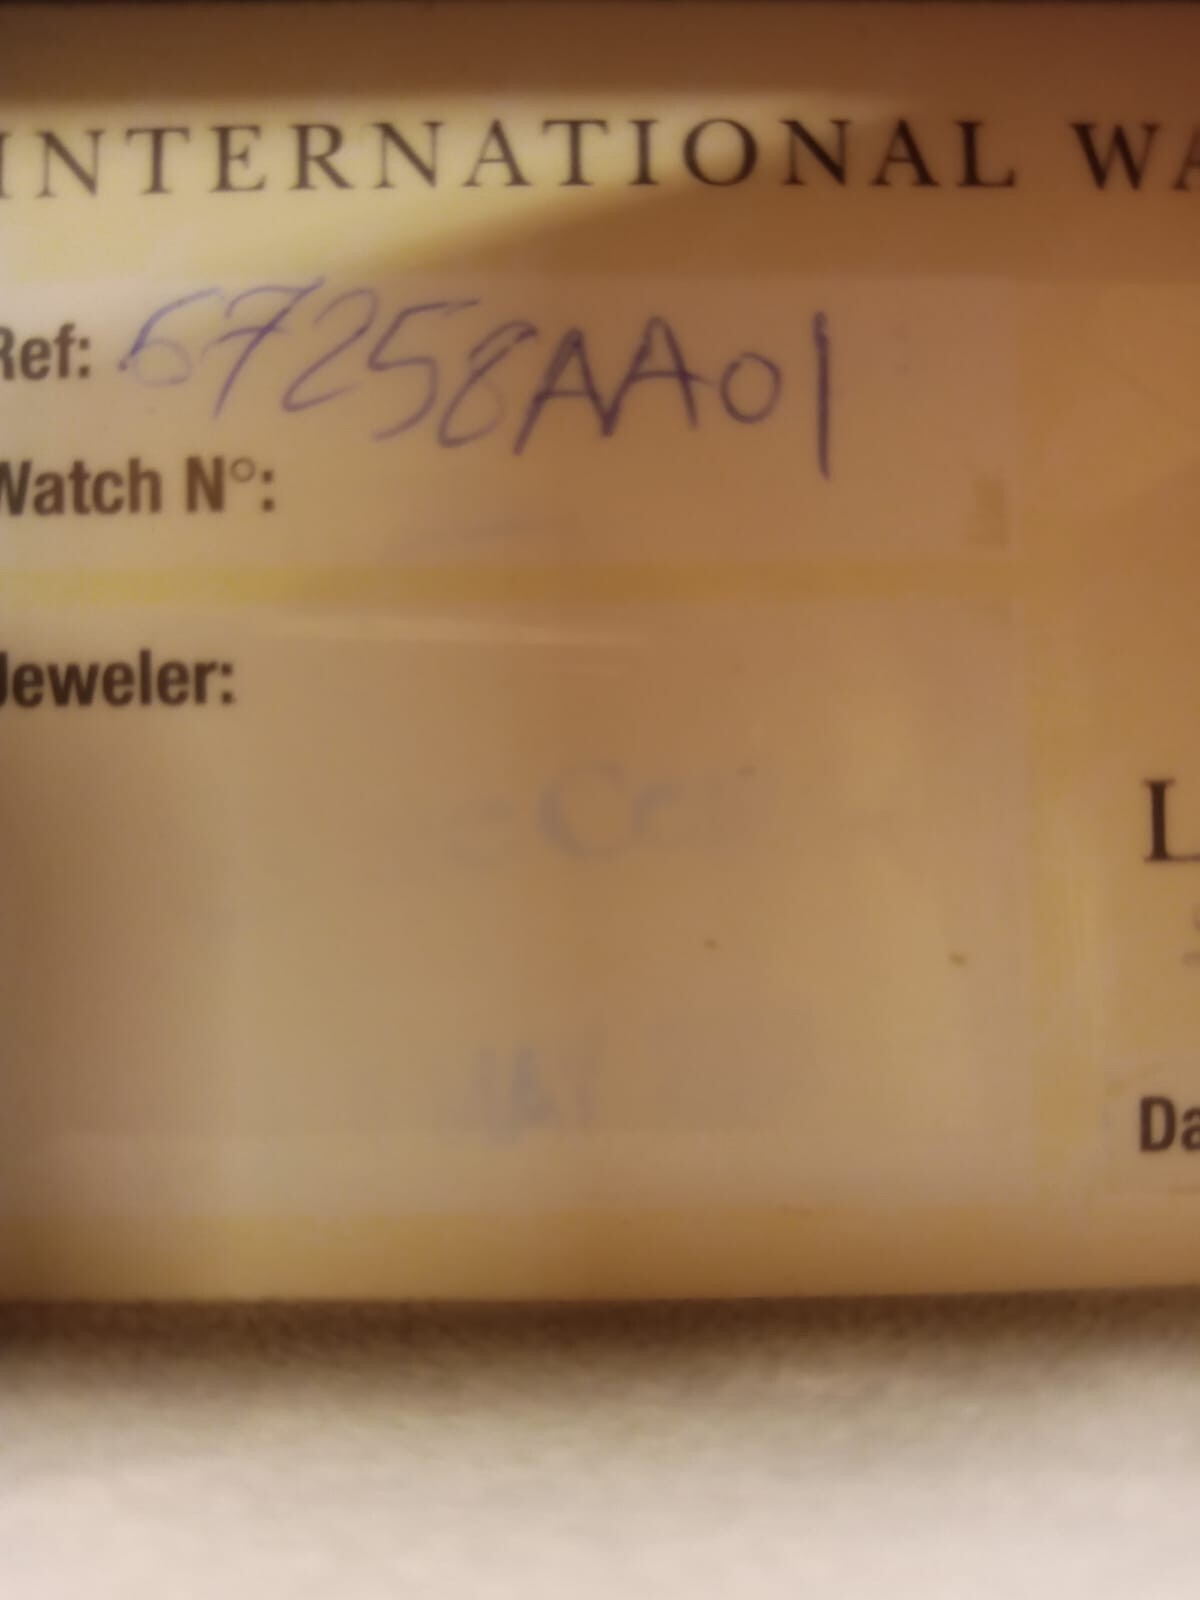 INTERNATIONAL WA
Ref: 67258AA01
Watch N°:
Jeweler:
L
Da